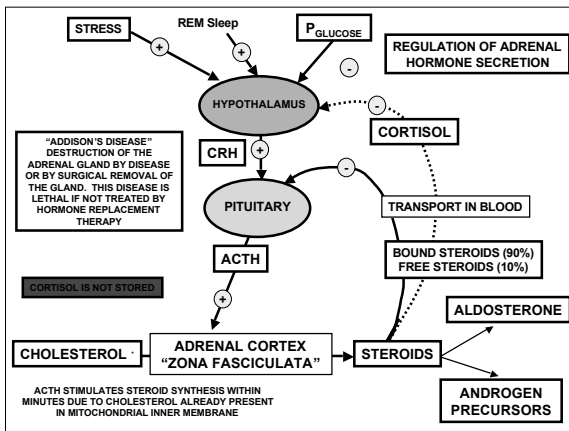 STRESS
REM Sleep
PGLUCOSE
REGULATION OF ADRENAL
HORMONE SECRETION
+
+
-
HYPOTHALAMUS
-
CORTISOL
"ADDISON'S DISEASE"
DESTRUCTION OF THE
ADRENAL GLAND BY DISEASE
OR BY SURGICAL REMOVAL
OF THE GLAND. THIS DISEASE IS
LETHAL IF NOT TREATED BY
HORMONE REPLACEMENT
THERAPY
CRH
+
-
PITUITARY
TRANSPORT IN BLOOD
ACTH
BOUND STEROIDS (90%)
FREE STEROIDS (10%)
CORTISOL IS NOT STORED
+
ALDOSTERONE
CHOLESTEROL
ADRENAL CORTEX
"ZONA FASCICULATA"
STEROIDS
ACTH STIMULATES STEROID SYNTHESIS WITHIN
MINUTES DUE TO CHOLESTEROL ALREADY PRESENT
IN MITOCHONDRIAL INNER MEMBRANE
ANDROGEN
PRECURSORS